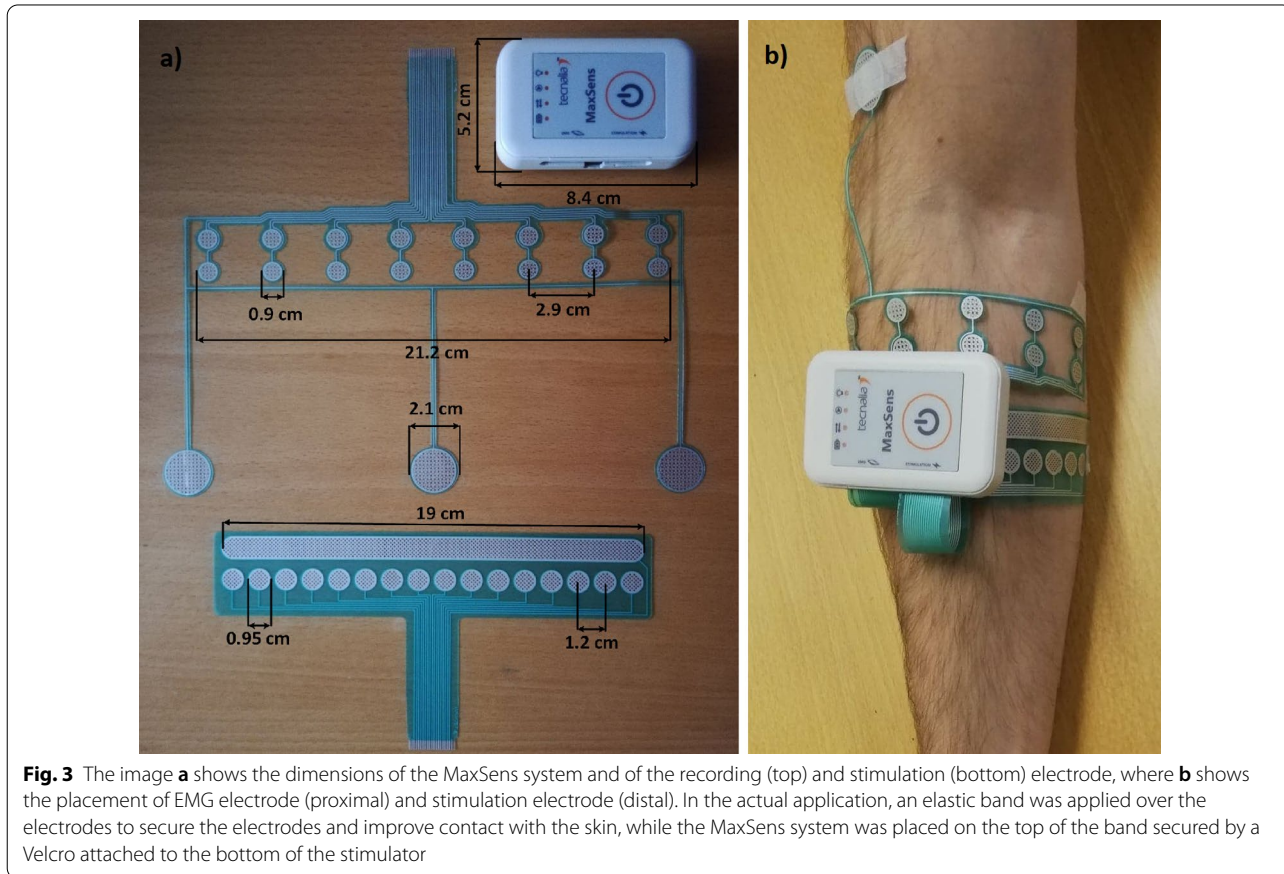 a)
b)
5.2 cm
tecnalia
MaxSens
STIMULATION
8.4 cm
0.9 cm
2.9 cm
21.2 cm
2.1 cm
19 cm
0.95 cm
1.2 cm
tecnalia
MaxSens
STIMULATION
Fig. 3 The image a shows the dimensions of the MaxSens system and of the recording (top) and stimulation (bottom) electrode, where b shows
the placement of EMG electrode (proximal) and stimulation electrode (distal). In the actual application, an elastic band was applied over the
electrodes to secure the electrodes and improve contact with the skin, while the MaxSens system was placed on the top of the band secured by a
Velcro attached to the bottom of the stimulator